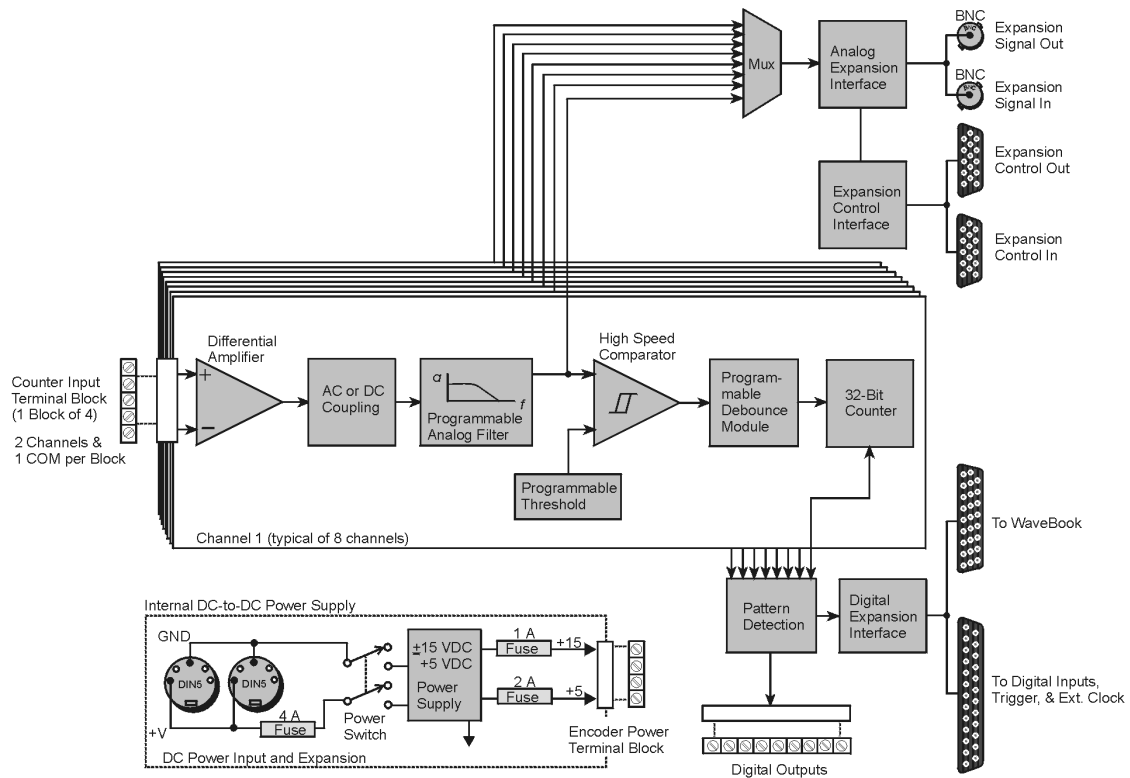 BNC
BNC
Expansion
Signal Out
Mux
Analog
Expansion
Interface
BNC
BNC
Expansion
Signal In
Expansion
Control Out
Expansion
Control
Interface
Expansion
Control In
Differential
Amplifier
High Speed
Comparator
Counter Input
Terminal Block
(1 Block of 4)
2 Channels &
1 COM per Block
+
−
AC or DC
Coupling
α
f
Programmable
Analog Filter
Program-
mable
Debounce
Module
32-Bit
Counter
Programmable
Threshold
Channel 1 (typical of 8 channels)
To WaveBook
Internal DC-to-DC Power Supply
GND
DIN5
DIN5
+V
4 A
Fuse
Power
Switch
±15 VDC
+5 VDC
Power
Supply
1 A
Fuse
+15
2 A
Fuse
+5
DC Power Input and Expansion
Encoder Power
Terminal Block
Pattern
Detection
Digital
Expansion
Interface
To Digital Inputs,
Trigger, & Ext. Clock
Digital Outputs